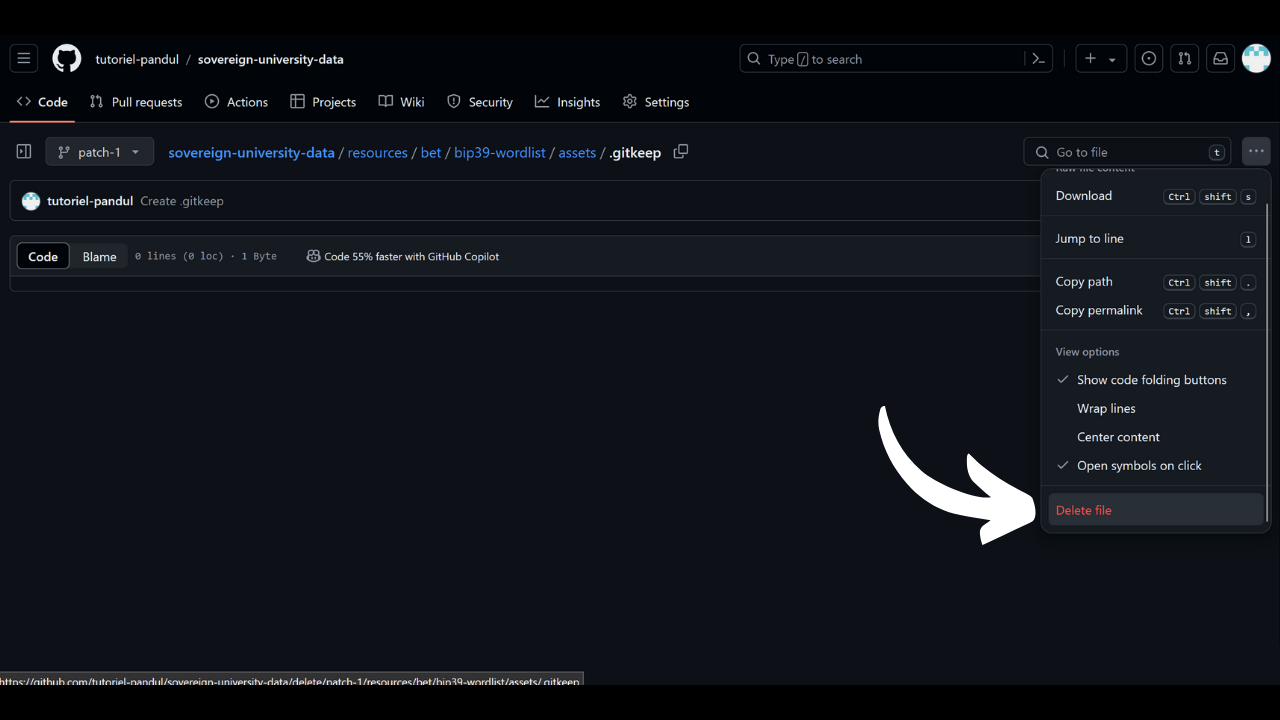 tutoriel-pandul / sovereign-university-data
Type / to search
Code Pull requests Actions Projects Wiki Security Insights Settings
patch-1 sovereign-university-data / resources / bet / bip39-wordlist / assets / .gitkeep
Go to file t
tutoriel-pandul Create .gitkeep
Code Blame 0 lines (0 loc) · 1 Byte Code 55% faster with GitHub Copilot
Raw file content
Download Ctrl shift s
Jump to line l
Copy path Ctrl shift .
Copy permalink Ctrl shift ,
View options
Show code folding buttons
Wrap lines
Center content
Open symbols on click
Delete file
https://github.com/tutoriel-pandul/sovereign-university-data/delete/patch-1/resources/bet/bip39-wordlist/assets/.gitkeep